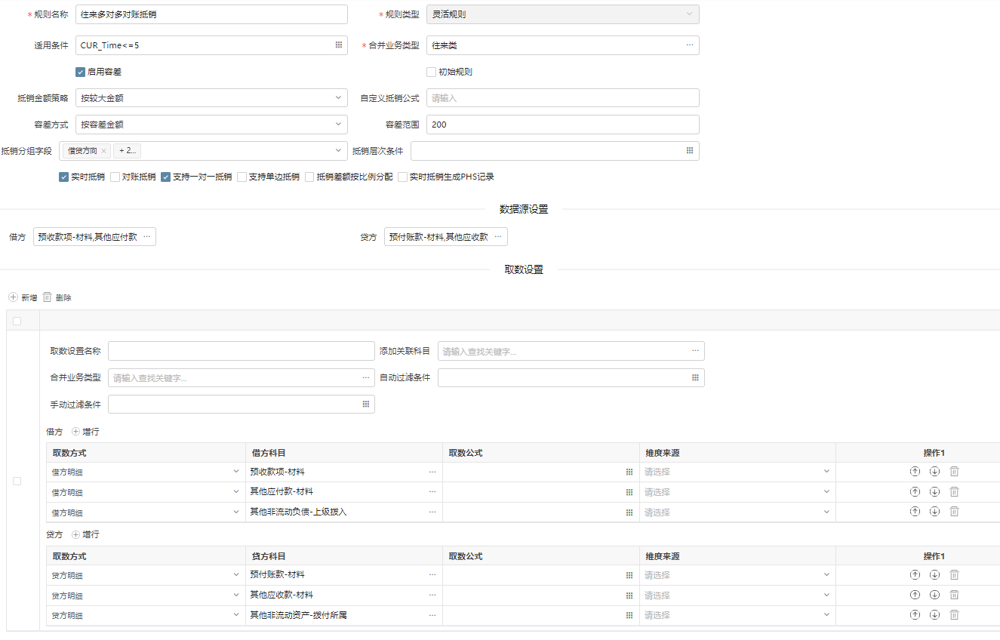 * 规则名称 往来多对多对账抵销 * 规则类型 灵活规则
适用条件 CUR_Time<=5 * 合并业务类型 往来类 ···
启用容差 初始规则
抵销金额策略 按较大金额 自定义抵销公式 请输入
容差方式 按容差金额 容差范围 200
抵销分组字段 借贷方向 × + 2... 抵销层次条件
实时抵销 对账抵销 支持一对一抵销 支持单边抵销 抵销差额按比例分配 实时抵销生成PHS记录
数据源设置
借方 预收款项-材料,其他应付款 ··· 贷方 预付账款-材料,其他应收款 ···
取数设置
新增 删除
取数设置名称 添加关联科目 请输入查找关键字... ···
合并业务类型 请输入查找关键字... ··· 自动过滤条件
手动过滤条件
借方 增行
取数方式 借方科目 取数公式 维度来源 操作1
借方明细 预收款项-材料 ··· 请选择
借方明细 其他应付款-材料 ··· 请选择
借方明细 其他非流动负债-上级拨入 ··· 请选择
贷方 增行
取数方式 贷方科目 取数公式 维度来源 操作1
贷方明细 预付账款-材料 ··· 请选择
贷方明细 其他应收款-材料 ··· 请选择
贷方明细 其他非流动资产-拨付所属 ··· 请选择